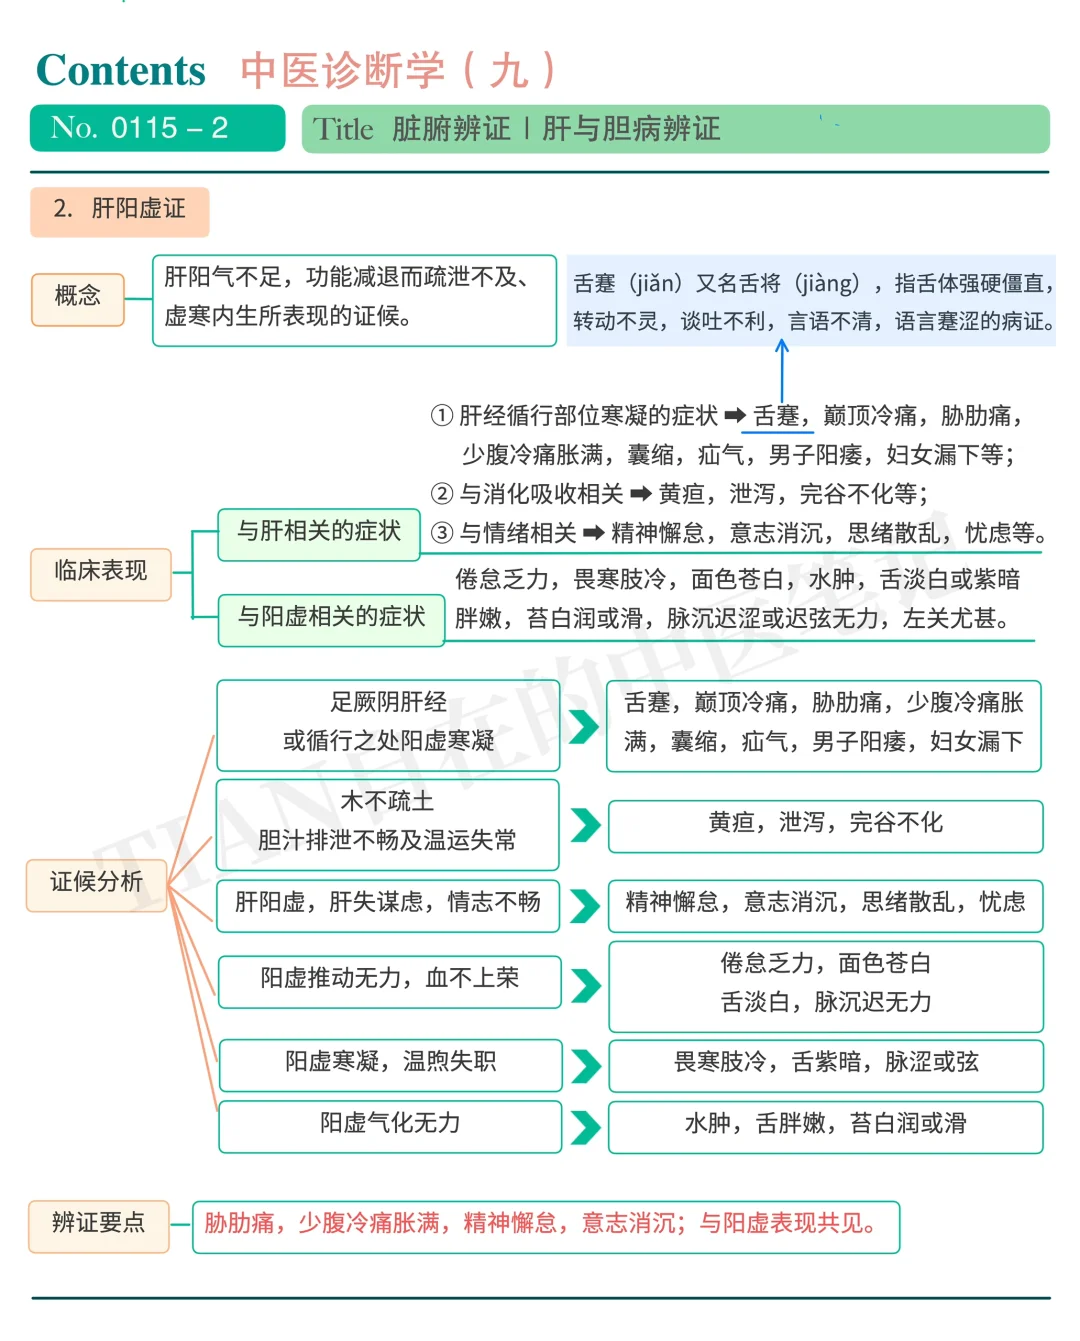 Contents 中医诊断学（九）
No. 0115 – 2
Title 脏腑辨证 | 肝与胆病辨证
2. 肝阳虚证
概念
肝阳气不足，功能减退而疏泄不及、
虚寒内生所表现的证候。
舌蹇（jiǎn）又名舌将（jiàng），指舌体强硬僵直，
转动不灵，谈吐不利，言语不清，语言蹇涩的病证。
临床表现
与肝相关的症状
① 肝经循行部位寒凝的症状 ➡ 舌蹇，巅顶冷痛，胁肋痛，
少腹冷痛胀满，囊缩，疝气，男子阳痿，妇女漏下等；
② 与消化吸收相关 ➡ 黄疸，泄泻，完谷不化等；
③ 与情绪相关 ➡ 精神懈怠，意志消沉，思绪散乱，忧虑等。
与阳虚相关的症状
倦怠乏力，畏寒肢冷，面色苍白，水肿，舌淡白或紫暗
胖嫩，苔白润或滑，脉沉迟涩或迟弦无力，左关尤甚。
证候分析
足厥阴肝经
或循行之处阳虚寒凝
舌蹇，巅顶冷痛，胁肋痛，少腹冷痛胀
满，囊缩，疝气，男子阳痿，妇女漏下
木不疏土
胆汁排泄不畅及温运失常
黄疸，泄泻，完谷不化
肝阳虚，肝失谋虑，情志不畅
精神懈怠，意志消沉，思绪散乱，忧虑
阳虚推动无力，血不上荣
倦怠乏力，面色苍白
舌淡白，脉沉迟无力
阳虚寒凝，温煦失职
畏寒肢冷，舌紫暗，脉涩或弦
阳虚气化无力
水肿，舌胖嫩，苔白润或滑
辨证要点
胁肋痛，少腹冷痛胀满，精神懈怠，意志消沉；与阳虚表现共见。
TIAN自在的中医笔记